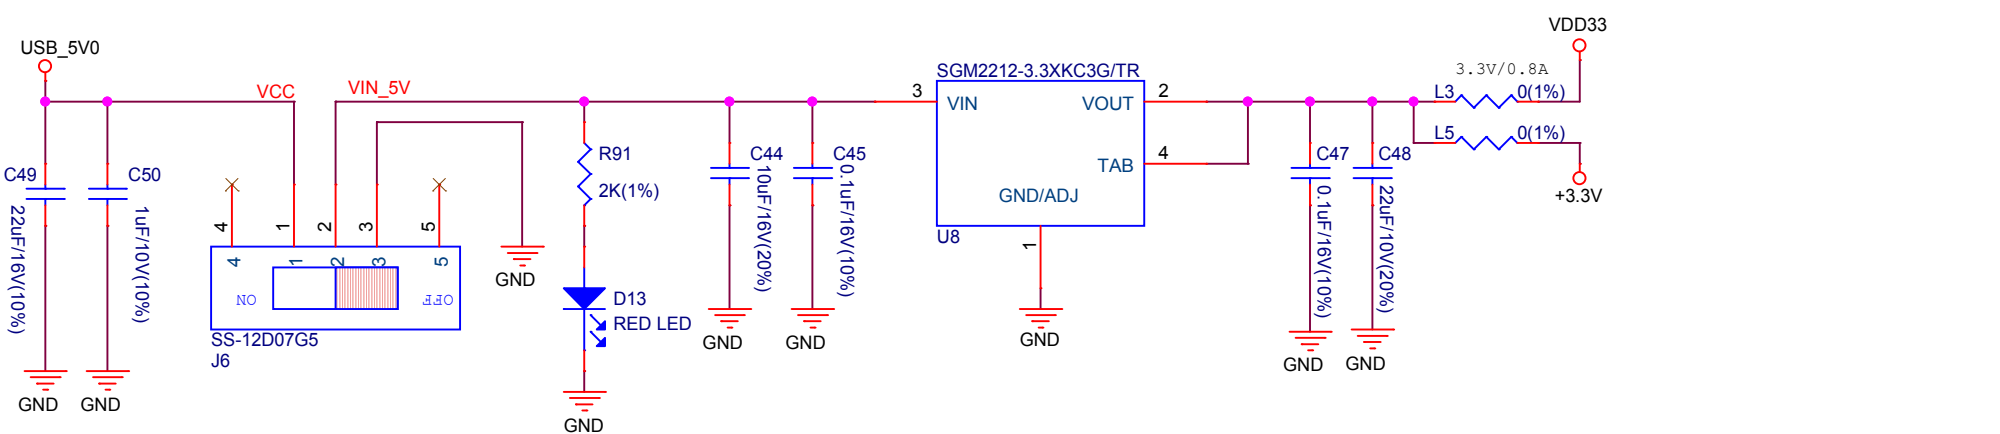 USB_5V0
VCC
VIN_5V
C49
22uF/16V(10%)
C50
1uF/10V(10%)
GND
GND
4
1
2
3
5
4
1
2
3
5
ON
OFF
SS-12D07G5
J6
GND
R91
2K(1%)
D13
RED LED
GND
C44
10uF/16V(20%)
GND
C45
0.1uF/16V(10%)
GND
SGM2212-3.3XKC3G/TR
3
VIN
VOUT
2
TAB
4
GND/ADJ
U8
1
GND
C47
0.1uF/16V(10%)
GND
C48
22uF/10V(20%)
GND
VDD33
3.3V/0.8A
L3
0(1%)
L5
0(1%)
+3.3V